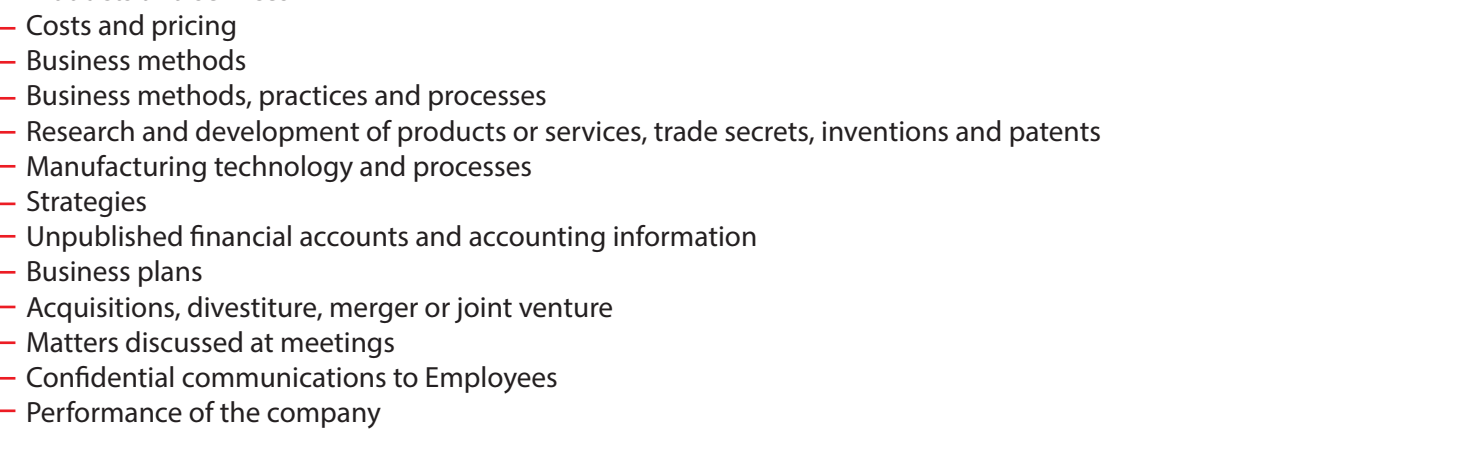 – Costs and pricing
– Business methods
– Business methods, practices and processes
– Research and development of products or services, trade secrets, inventions and patents
– Manufacturing technology and processes
– Strategies
– Unpublished financial accounts and accounting information
– Business plans
– Acquisitions, divestiture, merger or joint venture
– Matters discussed at meetings
– Confidential communications to Employees
– Performance of the company